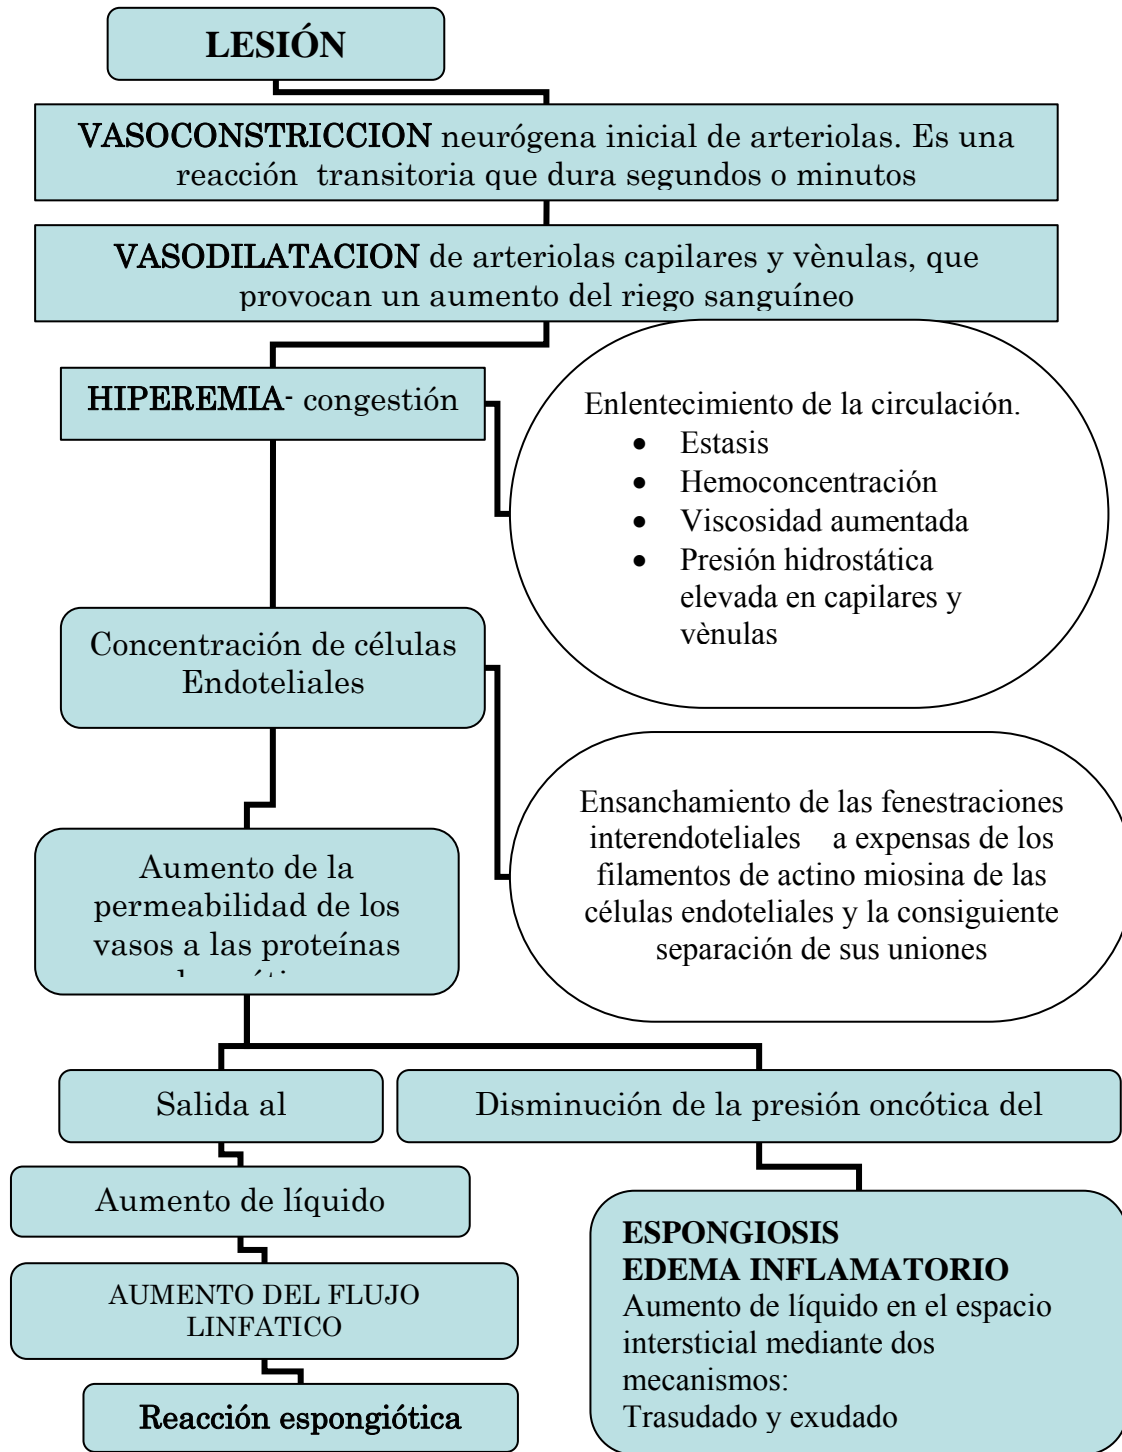 LESIÓN
VASOCONSTRICCION neurógena inicial de arteriolas. Es una
reacción transitoria que dura segundos o minutos
VASODILATACION de arteriolas capilares y vènulas, que
provocan un aumento del riego sanguíneo
HIPEREMIA- congestión
Enlentecimiento de la circulación.
• Estasis
• Hemoconcentración
• Viscosidad aumentada
• Presión hidrostática
elevada en capilares y
vènulas
Concentración de células
Endoteliales
Ensanchamiento de las fenestraciones
interendoteliales a expensas de los
filamentos de actino miosina de las
células endoteliales y la consiguiente
separación de sus uniones
Aumento de la
permeabilidad de los
vasos a las proteínas
Salida al
Disminución de la presión oncótica del
Aumento de líquido
AUMENTO DEL FLUJO
LINFATICO
Reacción espongiótica
ESPONGIOSIS
EDEMA INFLAMATORIO
Aumento de líquido en el espacio
intersticial mediante dos
mecanismos:
Trasudado y exudado